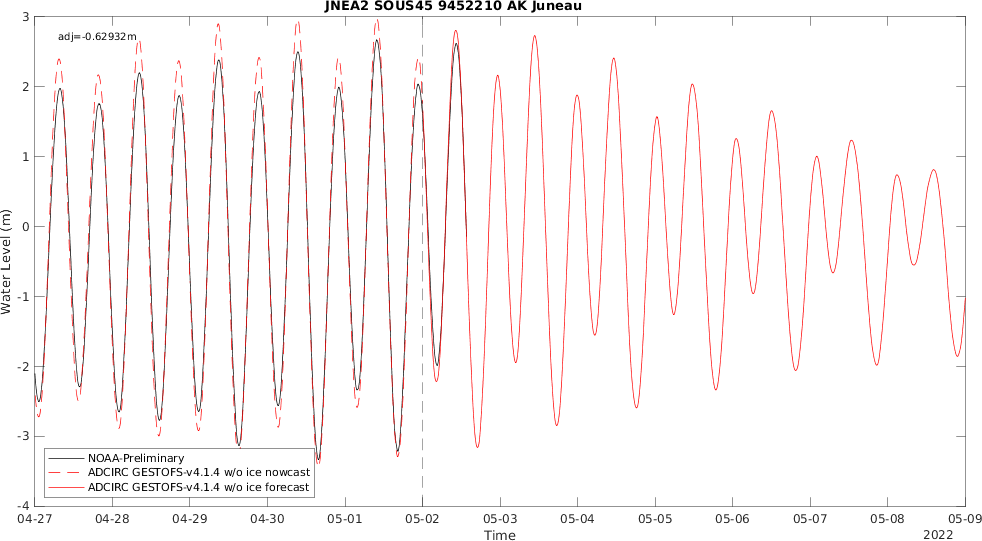 JNEA2 SOUS45 9452210 AK Juneau
adj=-0.62932m
3
2
1
0
-1
-2
-3
-4
Water Level (m)
NOAA-Preliminary
ADCIRC GESTOFS-v4.1.4 w/o ice nowcast
ADCIRC GESTOFS-v4.1.4 w/o ice forecast
04-27 04-28 04-29 04-30 05-01 05-02 05-03 05-04 05-05 05-06 05-07 05-08 05-09
Time
2022